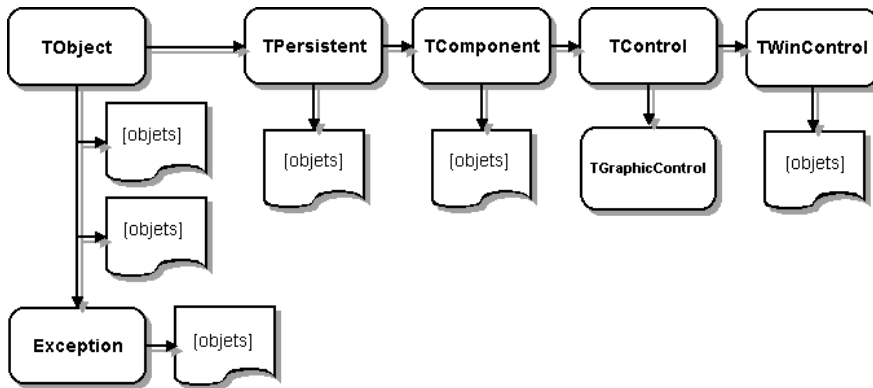 TObject
TPersistent
TComponent
TControl
TWinControl
[objets]
[objets]
[objets]
[objets]
TGraphicControl
[objets]
Exception
[objets]